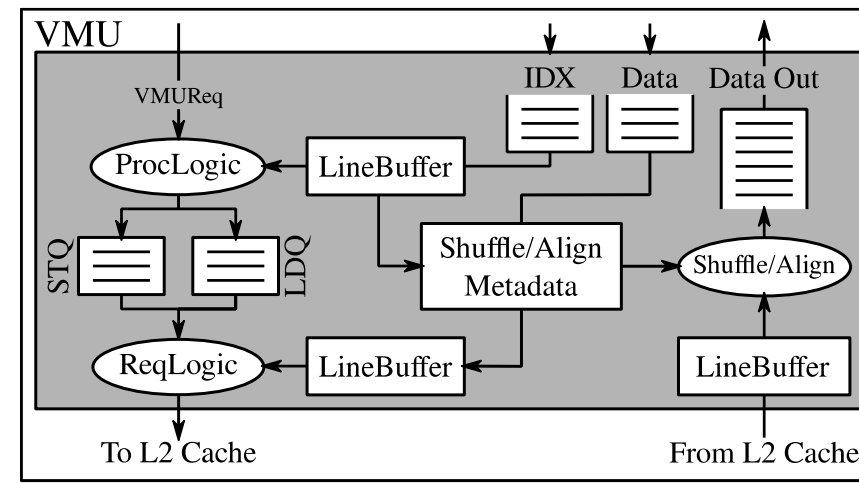 VMU
IDX
Data
Data Out
VMUReq
ProcLogic
LineBuffer
STQ
LDQ
Shuffle/Align
Metadata
Shuffle/Align
ReqLogic
LineBuffer
LineBuffer
To L2 Cache
From L2 Cache